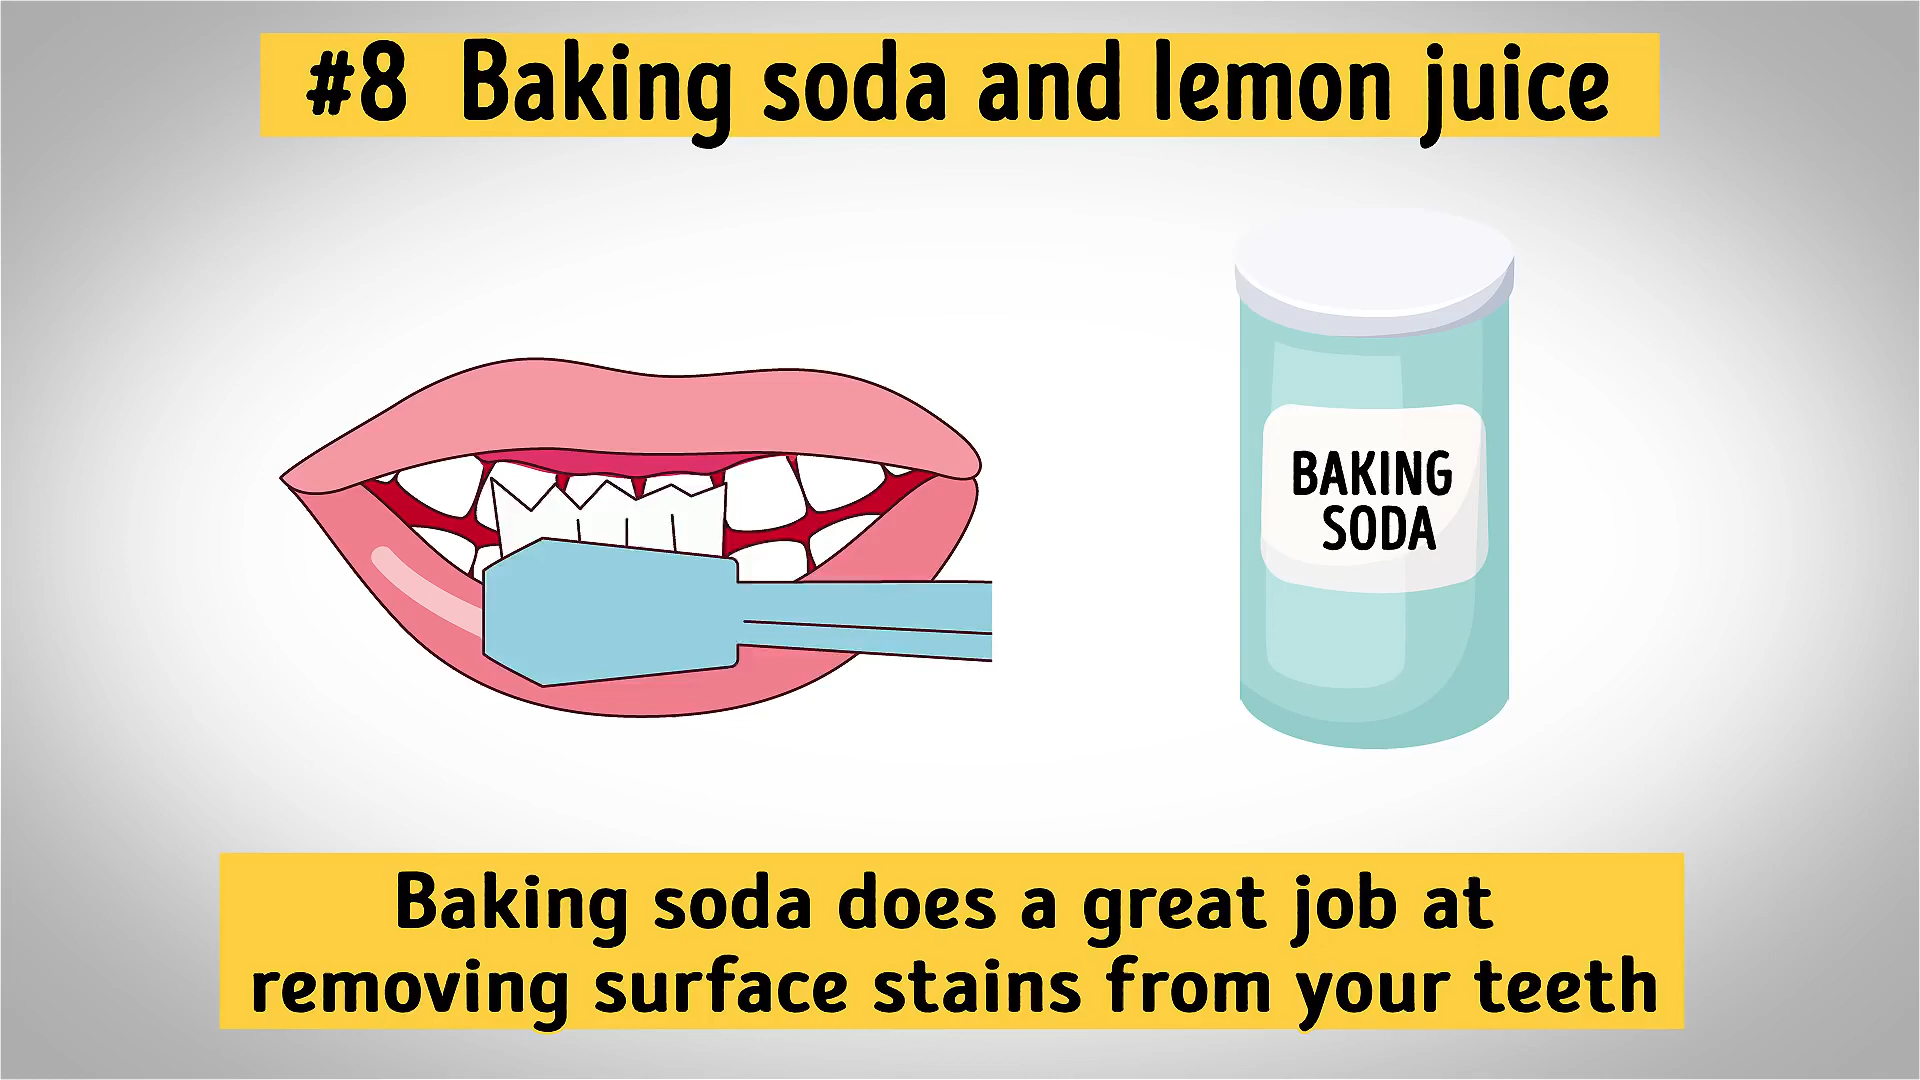 #8 Baking soda and lemon juice
BAKING
SODA
Baking soda does a great job at
removing surface stains from your teeth